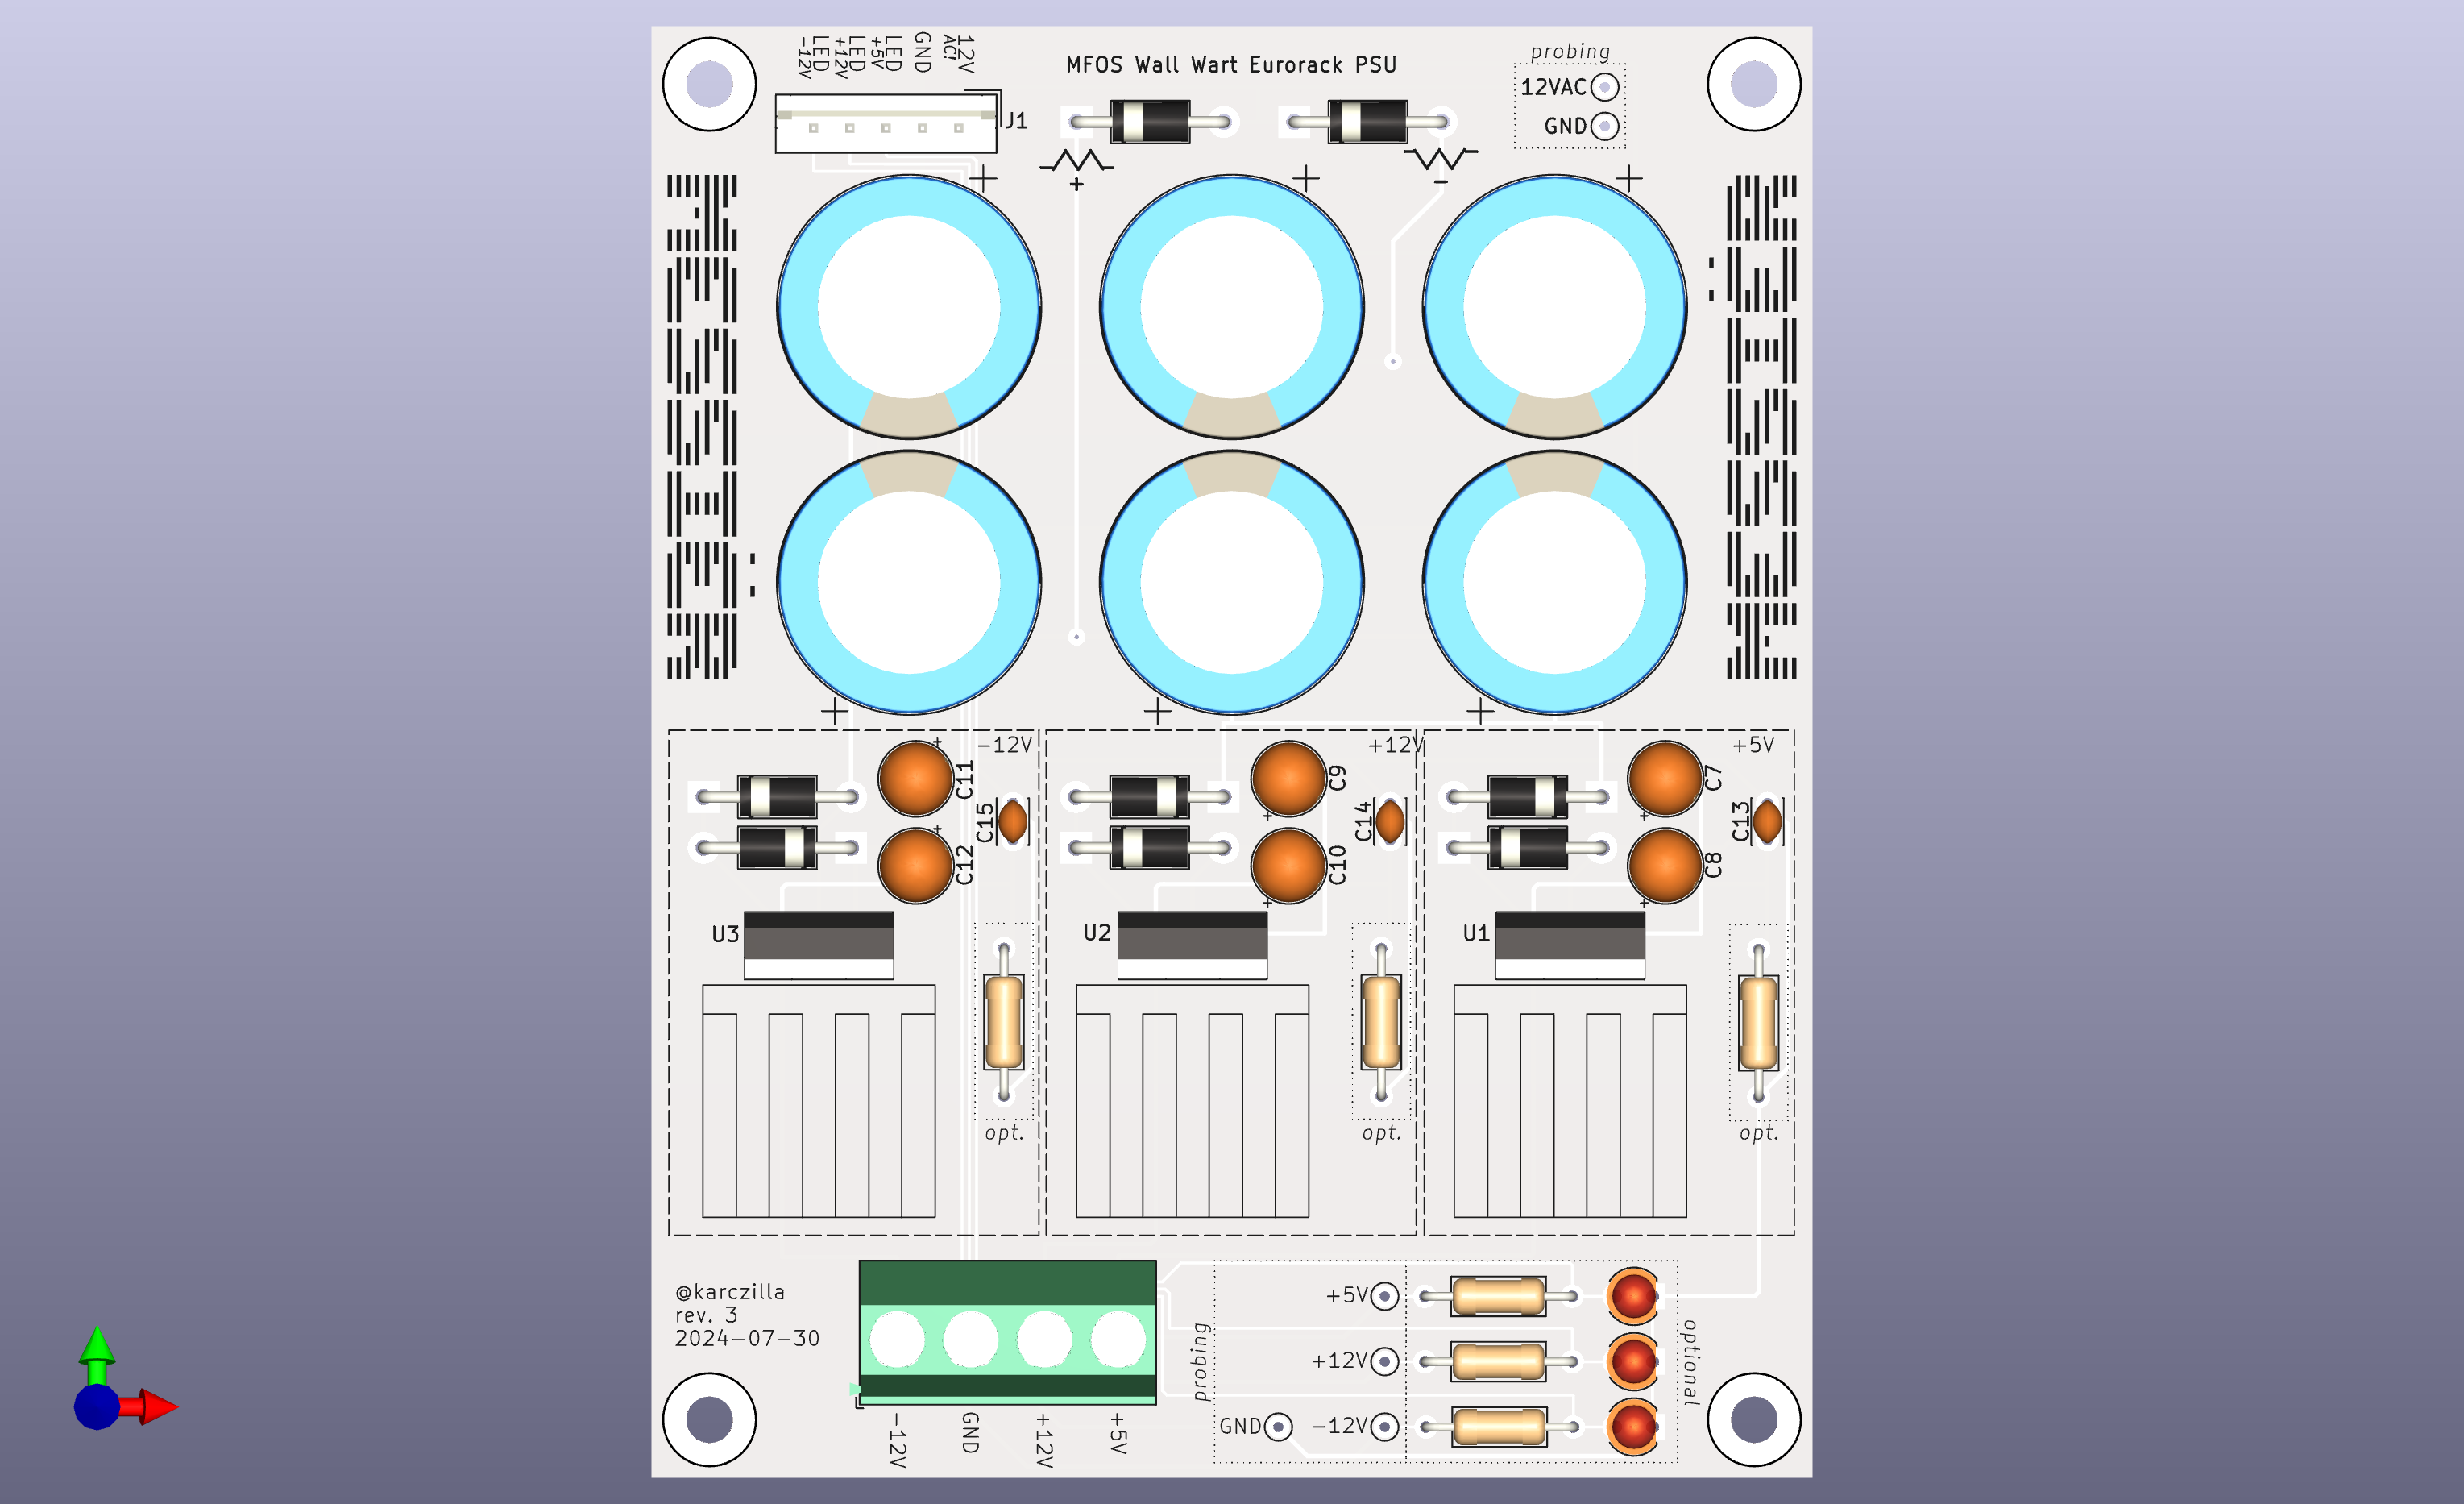 LED
-12V
LED
+12V
LED
+5V
GND
12V
AC!
J1
MFOS Wall Wart Eurorack PSU
probing
12VAC
GND
+
-
+
+
+
+
+
+
-12V
C11
+
C12
+
C15
U3
opt.
+12V
C9
+
C10
+
C14
U2
opt.
+5V
C7
+
C8
+
C13
U1
opt.
@karczilla
rev. 3
2024-07-30
-12V
GND
+12V
+5V
probing
+5V
+12V
GND
-12V
optional